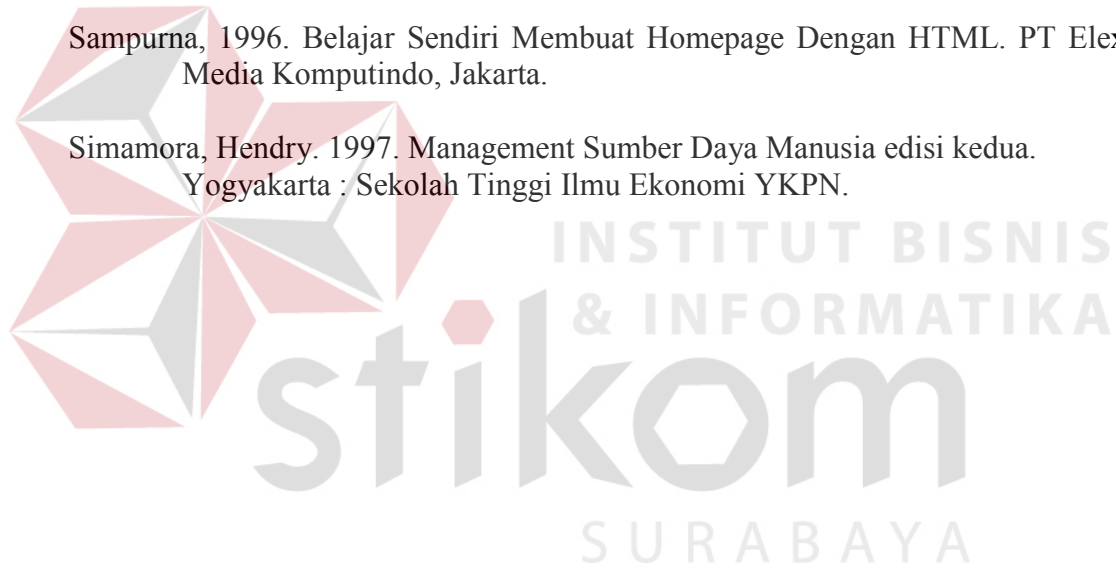 Sampurna, 1996. Belajar Sendiri Membuat Homepage Dengan HTML. PT Elex
Media Komputindo, Jakarta.
Simamora, Hendry. 1997. Management Sumber Daya Manusia edisi kedua.
Yogyakarta : Sekolah Tinggi Ilmu Ekonomi YKPN.
INSTITUT BISNIS
& INFORMATIKA
stikom
SURABAYA